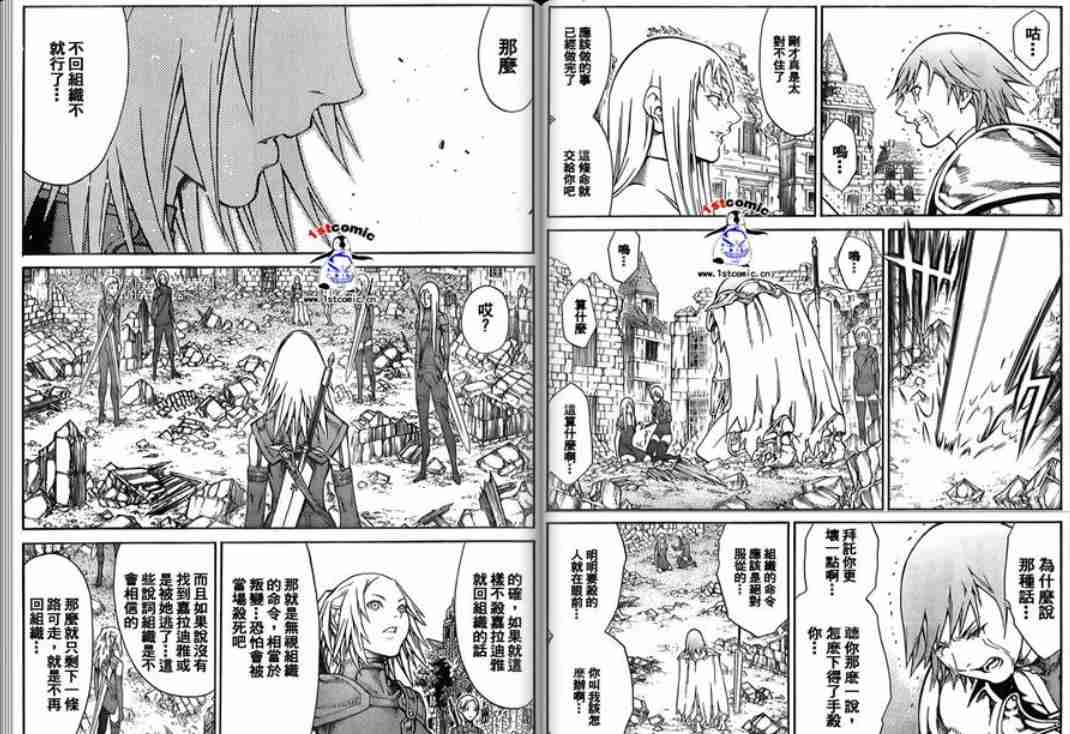 咕…
嗚…
剛才真是太
對不住了
應該做的事
已經做完了
這條命就
交給你吧
嗚…
嗚…
算什麼
這算什麼啊…
為什麼說
那種話…
拜託你更
壞一點啊…
聽你那麼一說，
怎麼下得了手殺
你…
組織的命令
應該是絕對
服從的…
明明要殺的
人就在眼前…
你叫我該怎
麼辦啊…
1stcomic
www.1stcomic.cn
那麼
不回組織不
就行了…
1stcomic
www.1stcomic.cn
哎？
的確，如果就這
樣不殺嘉拉迪雅
就回組織的話
那就是無視組織
的命令，相當於
叛變…恐怕會被
當場殺死吧
而且如果說沒有
找到嘉拉迪雅或
是被她逃了…這
些說詞組織是不
會相信的
那麼就只剩下一條
路可走，就是不再
回組織…